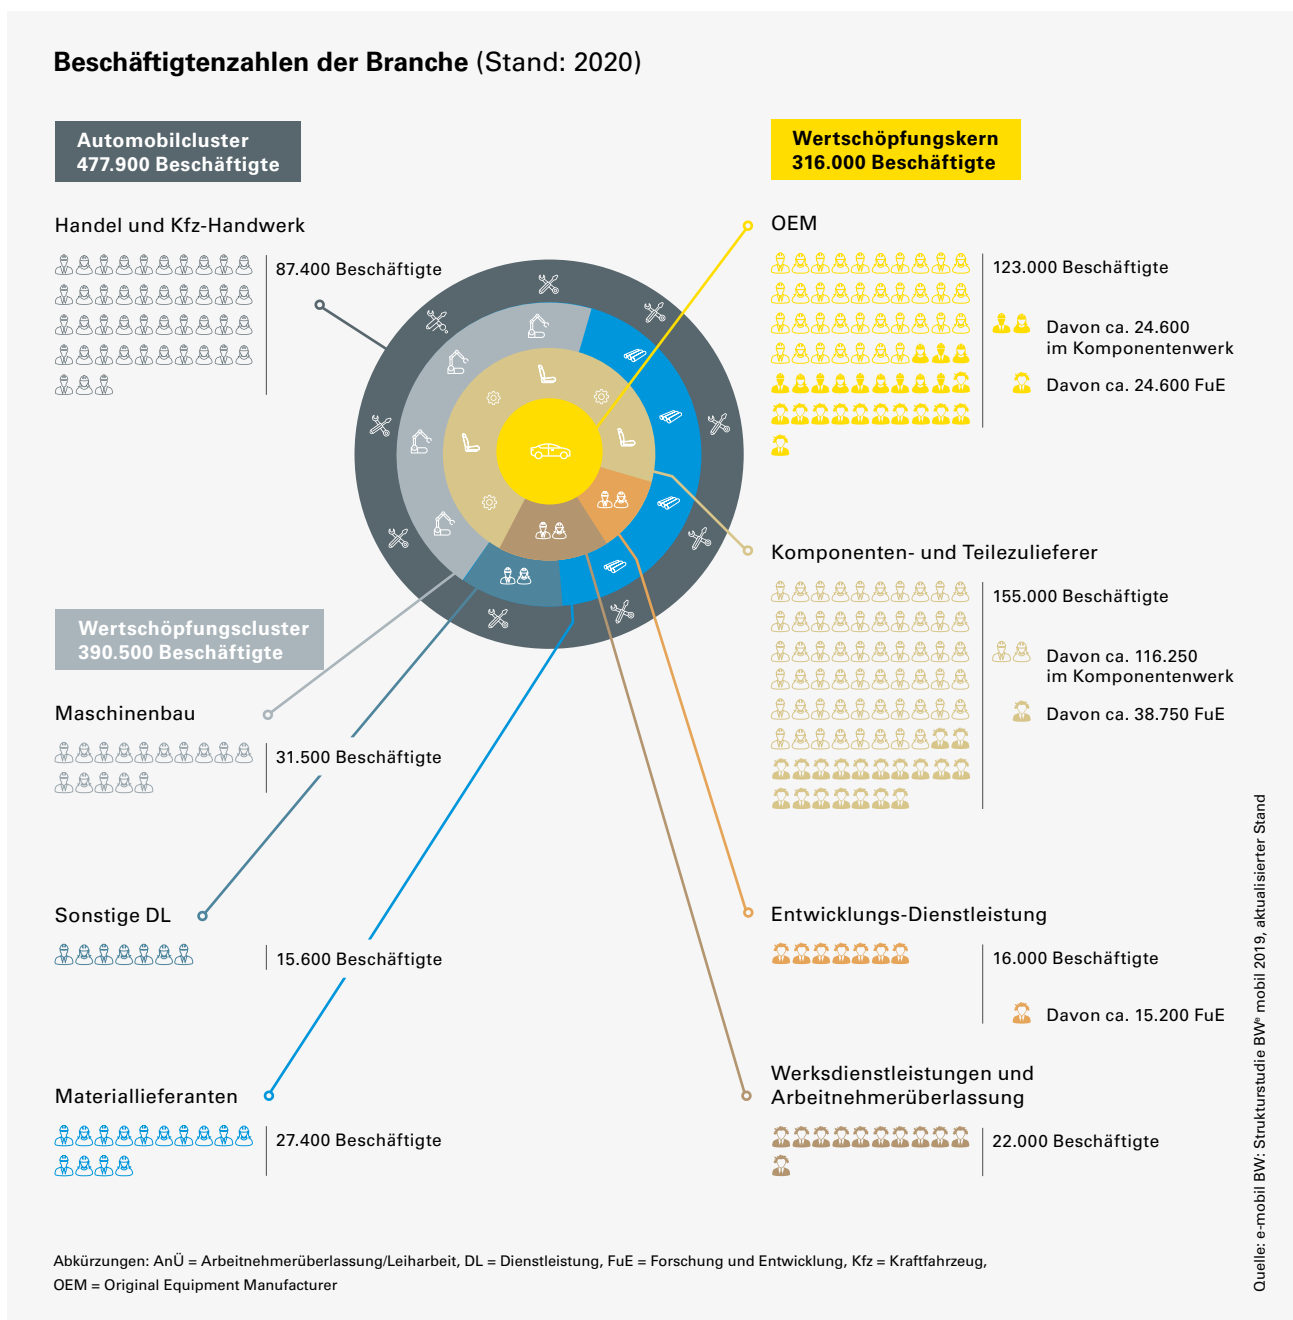 Beschäftigtenzahlen der Branche (Stand: 2020)
Automobilcluster
477.900 Beschäftigte
Handel und Kfz-Handwerk
87.400 Beschäftigte
Wertschöpfungscluster
390.500 Beschäftigte
Maschinenbau
31.500 Beschäftigte
Sonstige DL
15.600 Beschäftigte
Materiallieferanten
27.400 Beschäftigte
Wertschöpfungskern
316.000 Beschäftigte
OEM
123.000 Beschäftigte
Davon ca. 24.600
im Komponentenwerk
Davon ca. 24.600 FuE
Komponenten- und Teilezulieferer
155.000 Beschäftigte
Davon ca. 116.250
im Komponentenwerk
Davon ca. 38.750 FuE
Entwicklungs-Dienstleistung
16.000 Beschäftigte
Davon ca. 15.200 FuE
Werksdienstleistungen und
Arbeitnehmerüberlassung
22.000 Beschäftigte
Abkürzungen: AnÜ = Arbeitnehmerüberlassung/Leiharbeit, DL = Dienstleistung, FuE = Forschung und Entwicklung, Kfz = Kraftfahrzeug,
OEM = Original Equipment Manufacturer
Quelle: e-mobil BW: Strukturstudie BWᵉ mobil 2019, aktualisierter Stand